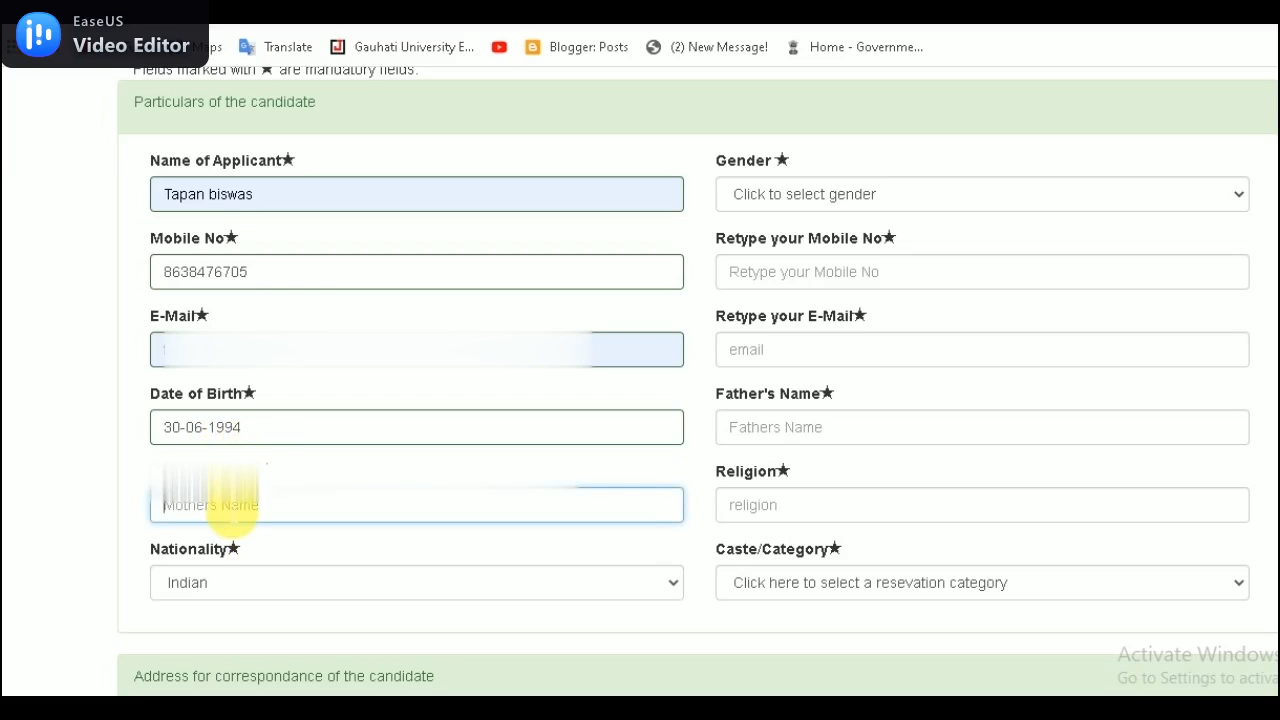 EaseUS
Video Editor
Maps
Translate
Gauhati University E...
Blogger: Posts
(2) New Message!
Home - Governme...
Fields marked with ★ are mandatory fields.
Particulars of the candidate
Name of Applicant★
Gender ★
Tapan biswas
Click to select gender
Mobile No★
Retype your Mobile No★
8638476705
Retype your Mobile No
E-Mail★
Retype your E-Mail★
email
Date of Birth★
Father's Name★
30-06-1994
Fathers Name
Religion★
Mothers Name
religion
Nationality★
Caste/Category★
Indian
Click here to select a resevation category
Address for correspondance of the candidate
Activate Windows
Go to Settings to activa